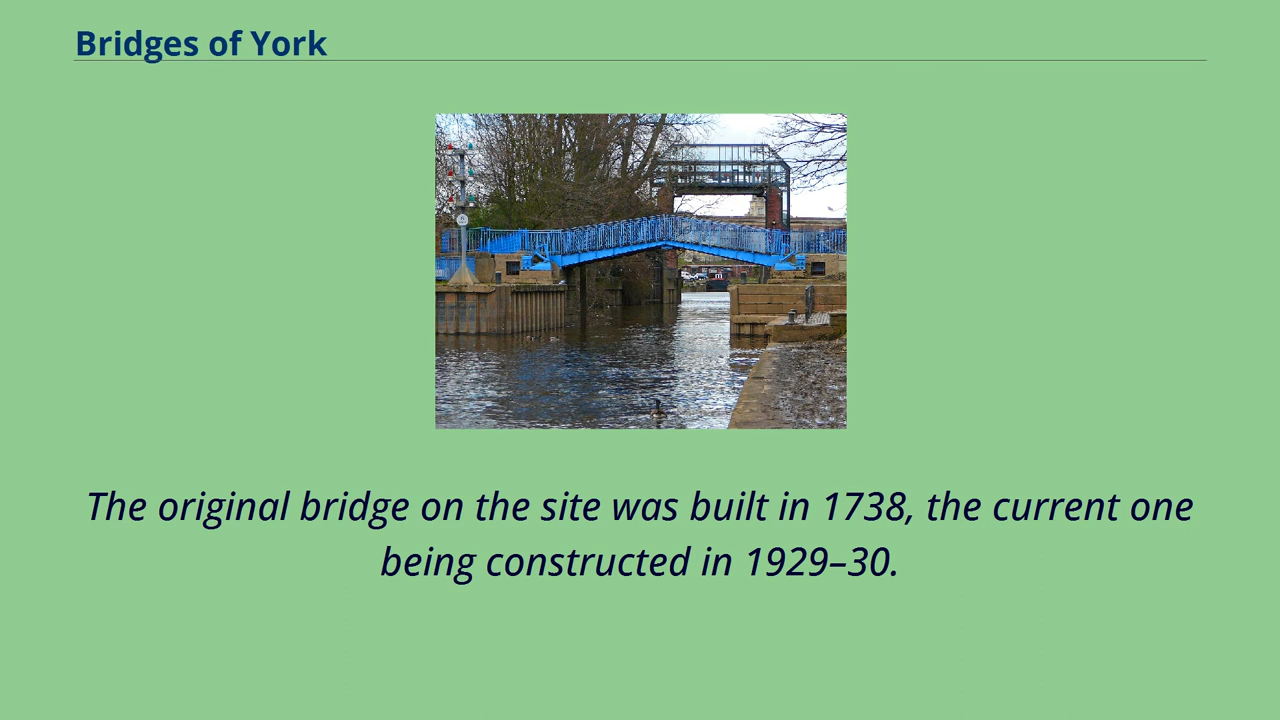 Bridges of York
The original bridge on the site was built in 1738, the current one
being constructed in 1929–30.